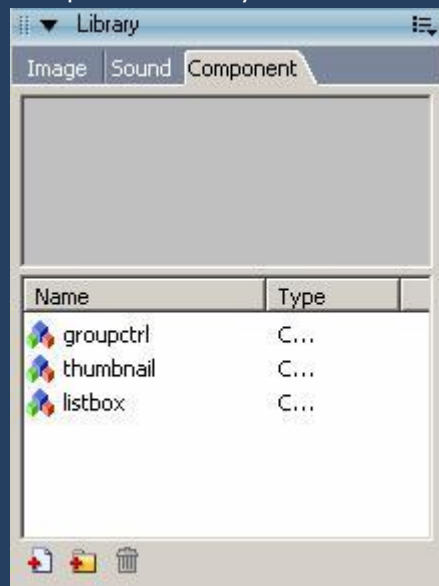 Library
Image Sound Component
Name Type
groupctrl C...
thumbnail C...
listbox C...